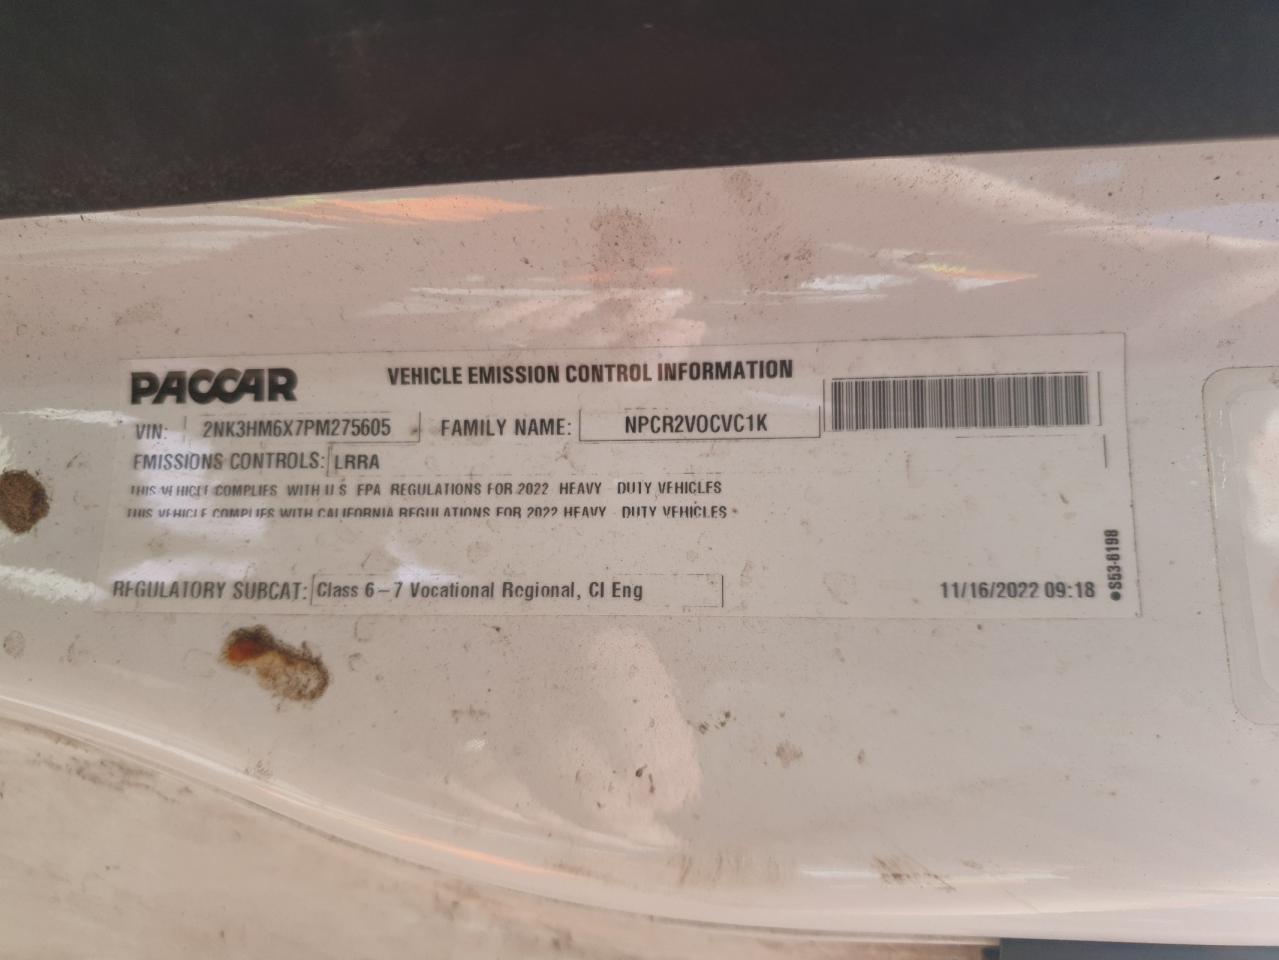 PACCAR VEHICLE EMISSION CONTROL INFORMATION
VIN: 2NK3HM6X7PM275605 FAMILY NAME: NPCR2VOCVC1K
EMISSIONS CONTROLS: LRRA
THIS VEHICLE COMPLIES WITH U S EPA REGULATIONS FOR 2022 HEAVY DUTY VEHICLES
THIS VEHICLE COMPLIES WITH CALIFORNIA REGULATIONS FOR 2022 HEAVY DUTY VEHICLES
REGULATORY SUBCAT: Class 6–7 Vocational Regional, CI Eng
11/16/2022 09:18
●S53-6198